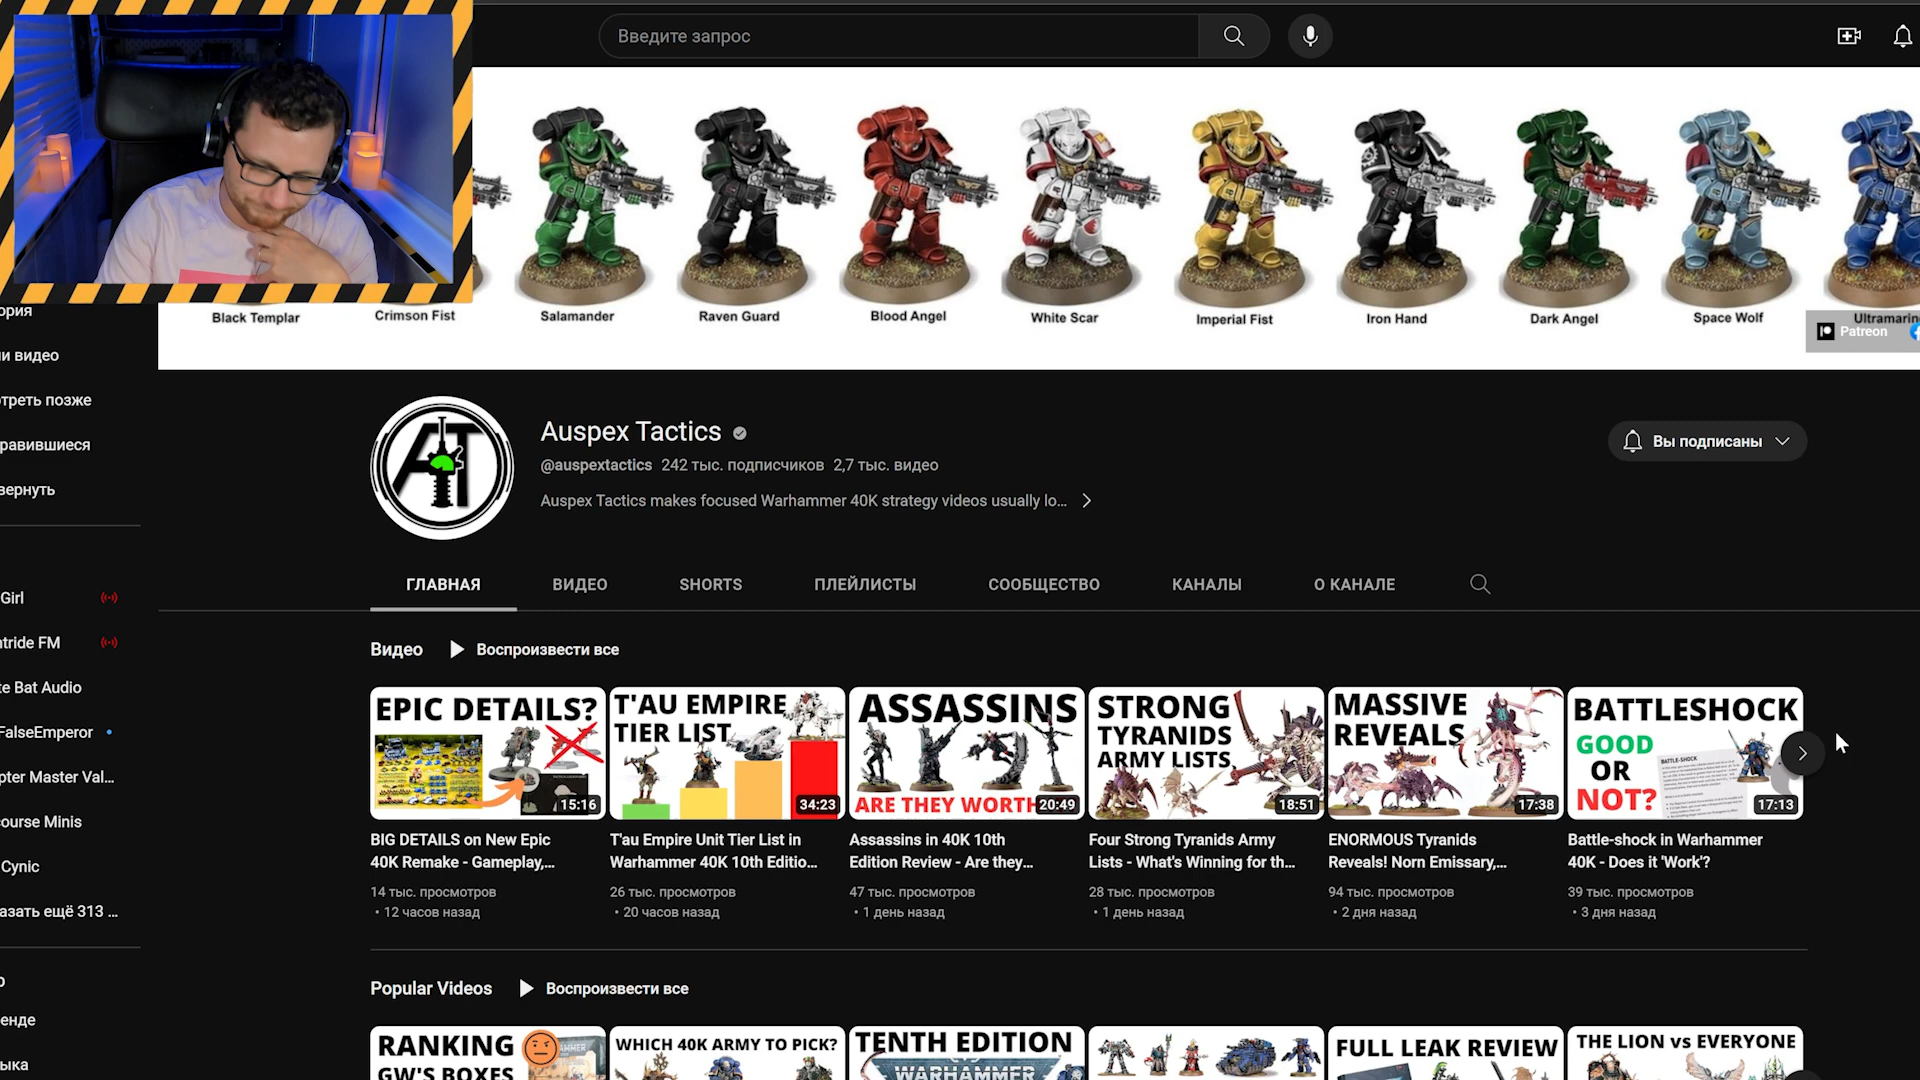 Введите запрос
Black Templar
Crimson Fist
Salamander
Raven Guard
Blood Angel
White Scar
Imperial Fist
Iron Hand
Dark Angel
Space Wolf
Ultramarin
Patreon
ория
и видео
отреть позже
равившиеся
вернуть
Auspex Tactics
@auspextactics 242 тыс. подписчиков 2,7 тыс. видео
Auspex Tactics makes focused Warhammer 40K strategy videos usually lo...
Вы подписаны
ГЛАВНАЯ
ВИДЕО
SHORTS
ПЛЕЙЛИСТЫ
СООБЩЕСТВО
КАНАЛЫ
О КАНАЛЕ
Girl
ntride FM
te Bat Audio
FalseEmperor
pter Master Val...
course Minis
Cynic
азать ещё 313 ...
енде
ыка
Видео
Воспроизвести все
EPIC DETAILS?
15:16
BIG DETAILS on New Epic
40K Remake - Gameplay,...
14 тыс. просмотров
• 12 часов назад
T'AU EMPIRE
TIER LIST
34:23
T'au Empire Unit Tier List in
Warhammer 40K 10th Editio...
26 тыс. просмотров
• 20 часов назад
ASSASSINS
ARE THEY WORTH
20:49
Assassins in 40K 10th
Edition Review - Are they...
47 тыс. просмотров
• 1 день назад
STRONG
TYRANIDS
ARMY LISTS
18:51
Four Strong Tyranids Army
Lists - What's Winning for th...
28 тыс. просмотров
• 1 день назад
MASSIVE
REVEALS
17:38
ENORMOUS Tyranids
Reveals! Norn Emissary,...
94 тыс. просмотров
• 2 дня назад
BATTLESHOCK
GOOD
OR
NOT?
BATTLE-SHOCK
17:13
Battle-shock in Warhammer
40K - Does it 'Work'?
39 тыс. просмотров
• 3 дня назад
Popular Videos
Воспроизвести все
RANKING
GW'S BOXES
WHICH 40K ARMY TO PICK?
TENTH EDITION
WARHAMMER
FULL LEAK REVIEW
THE LION vs EVERYONE